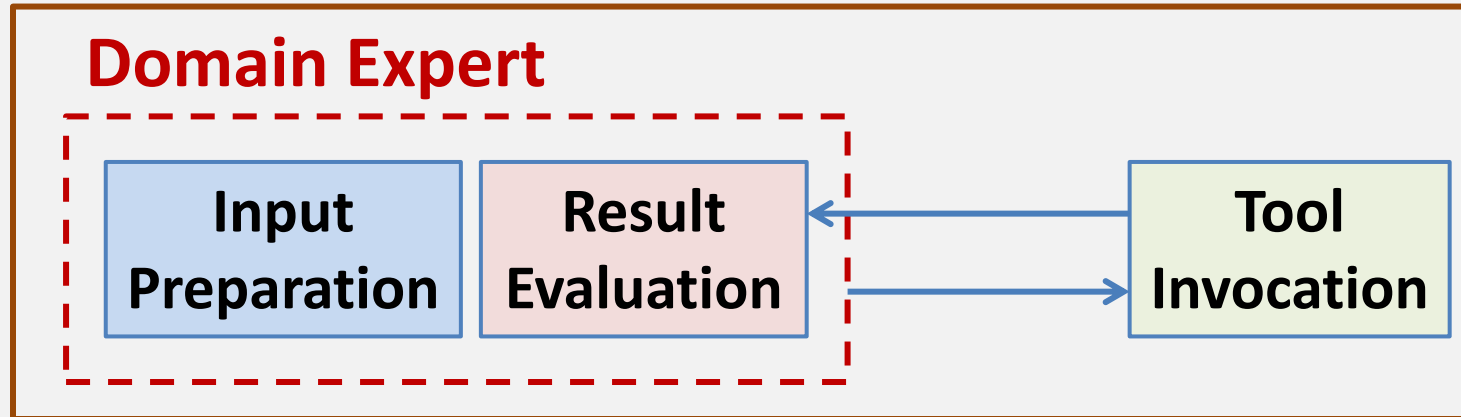 Domain Expert
Input
Preparation
Result
Evaluation
Tool
Invocation